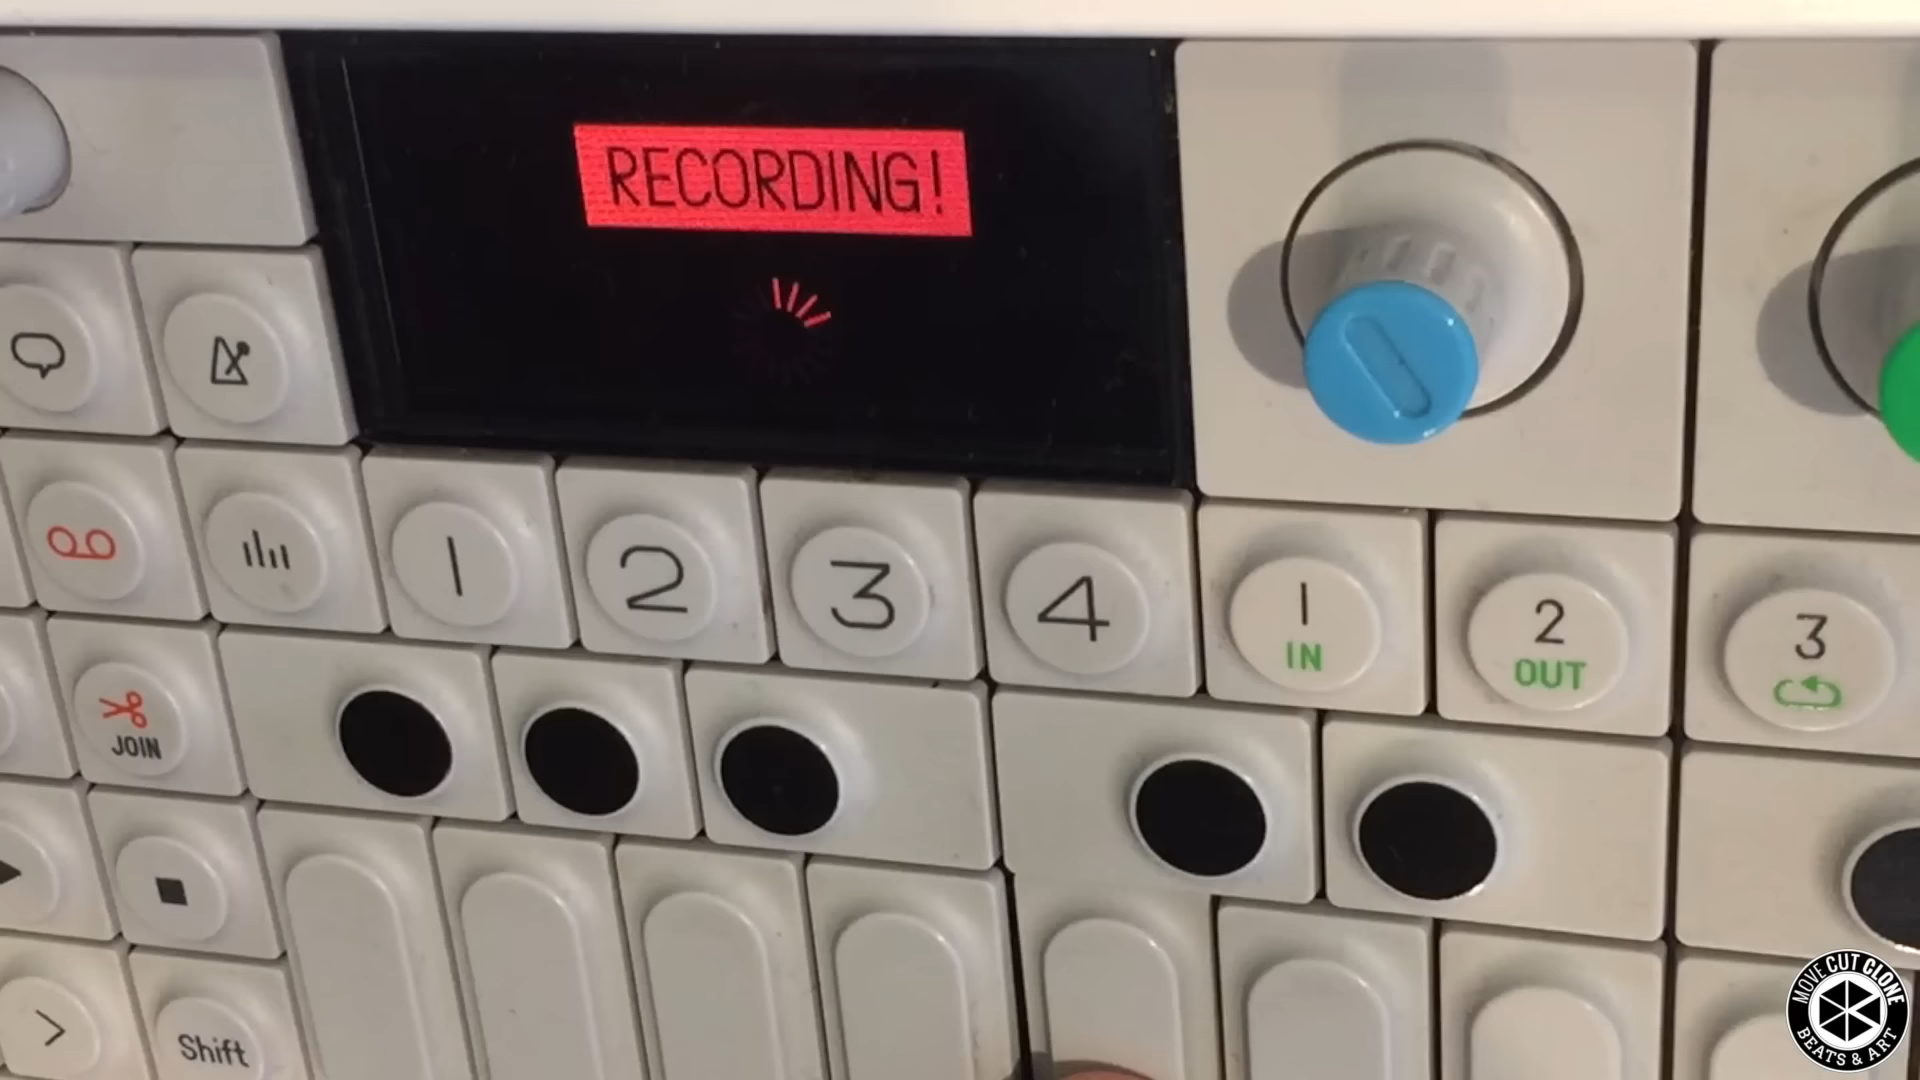 RECORDING!
1
2
3
4
1
IN
2
OUT
3
JOIN
Shift
MOVE CUT CLONE
BEATS & ART